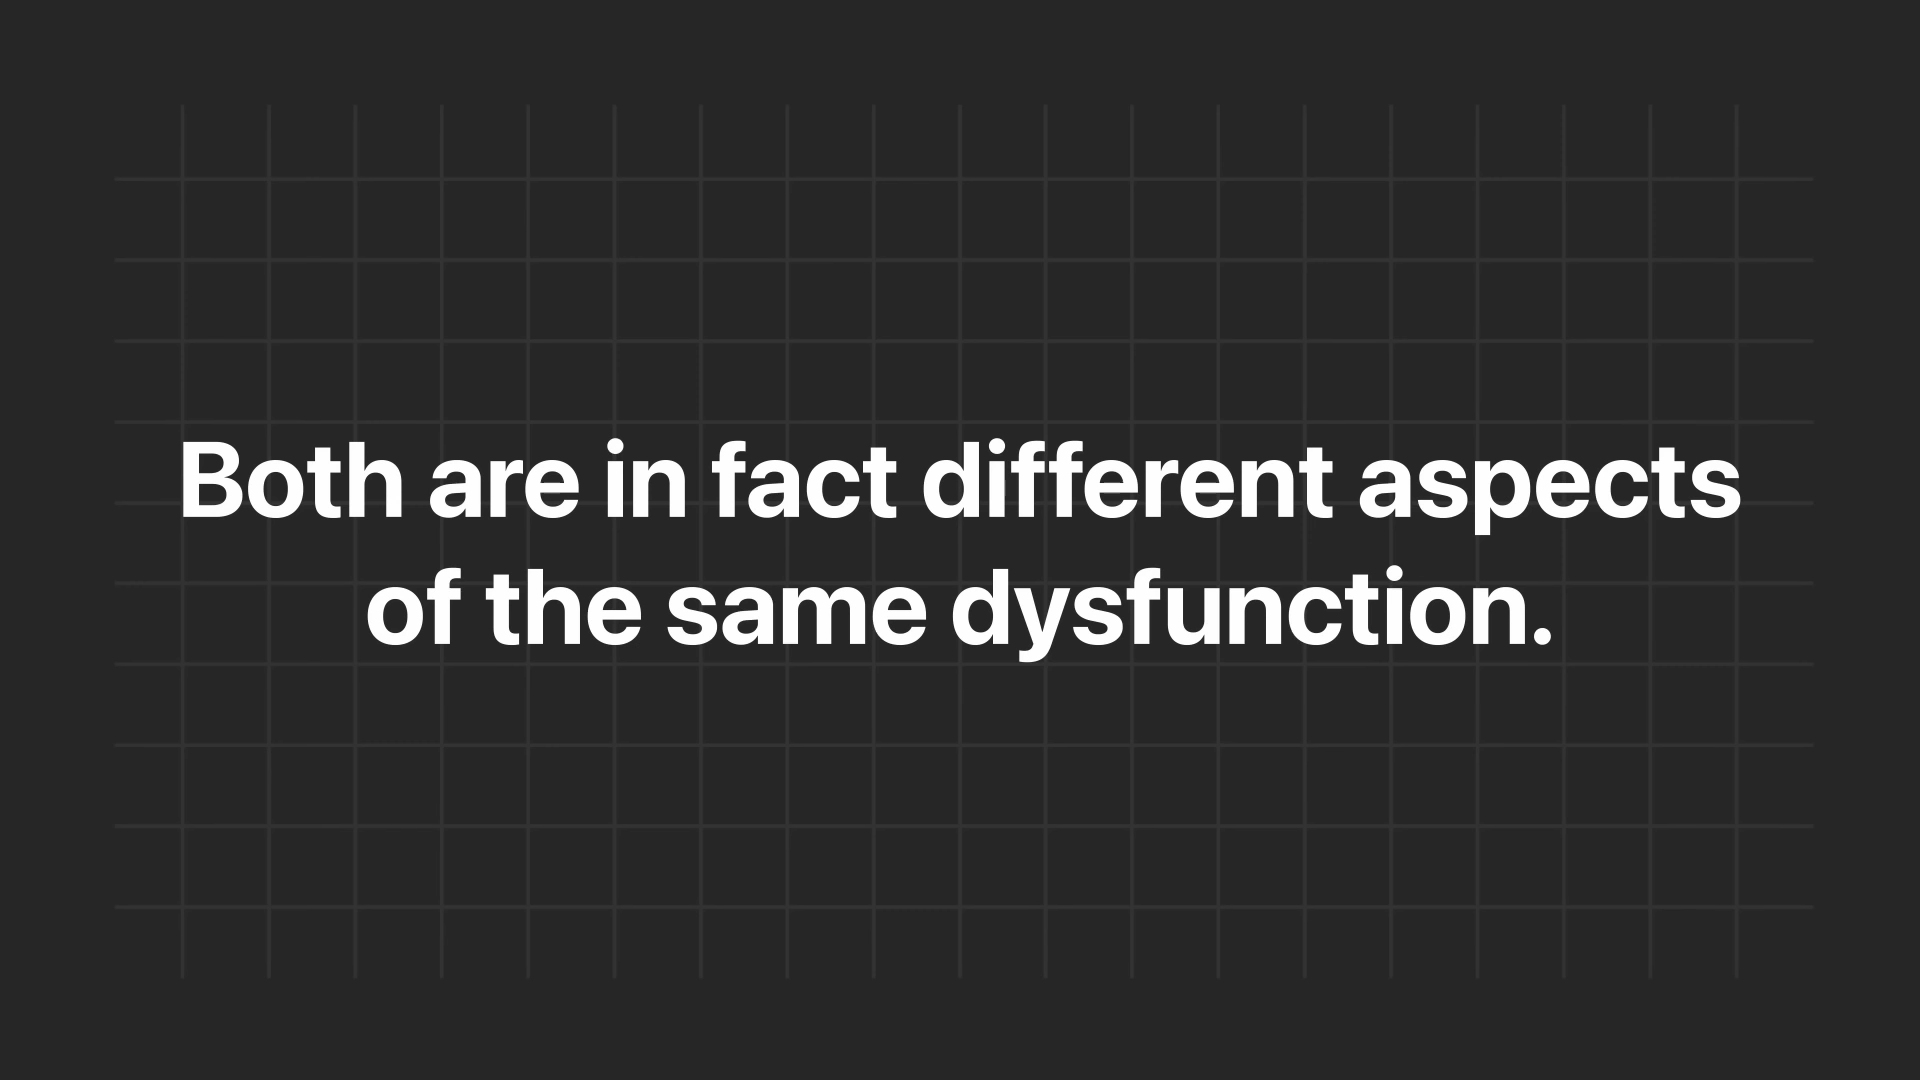 Both are in fact different aspects
of the same dysfunction.